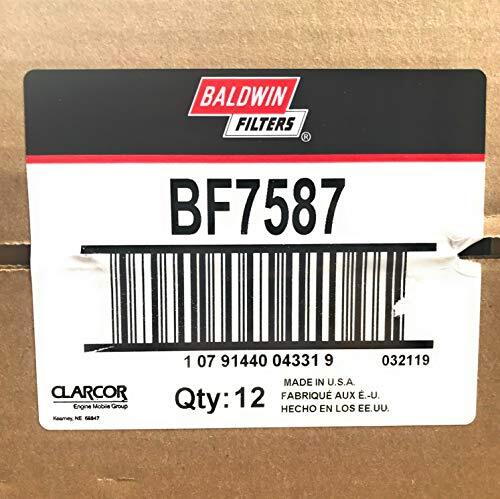 BALDWIN
FILTERS®
BF7587
1 07 91440 04331 9
032119
CLARCOR
Engine Mobile Group
Kearney, NE 68847
Qty: 12
MADE IN U.S.A.
FABRIQUÉ AUX É.-U.
HECHO EN LOS EE.UU.